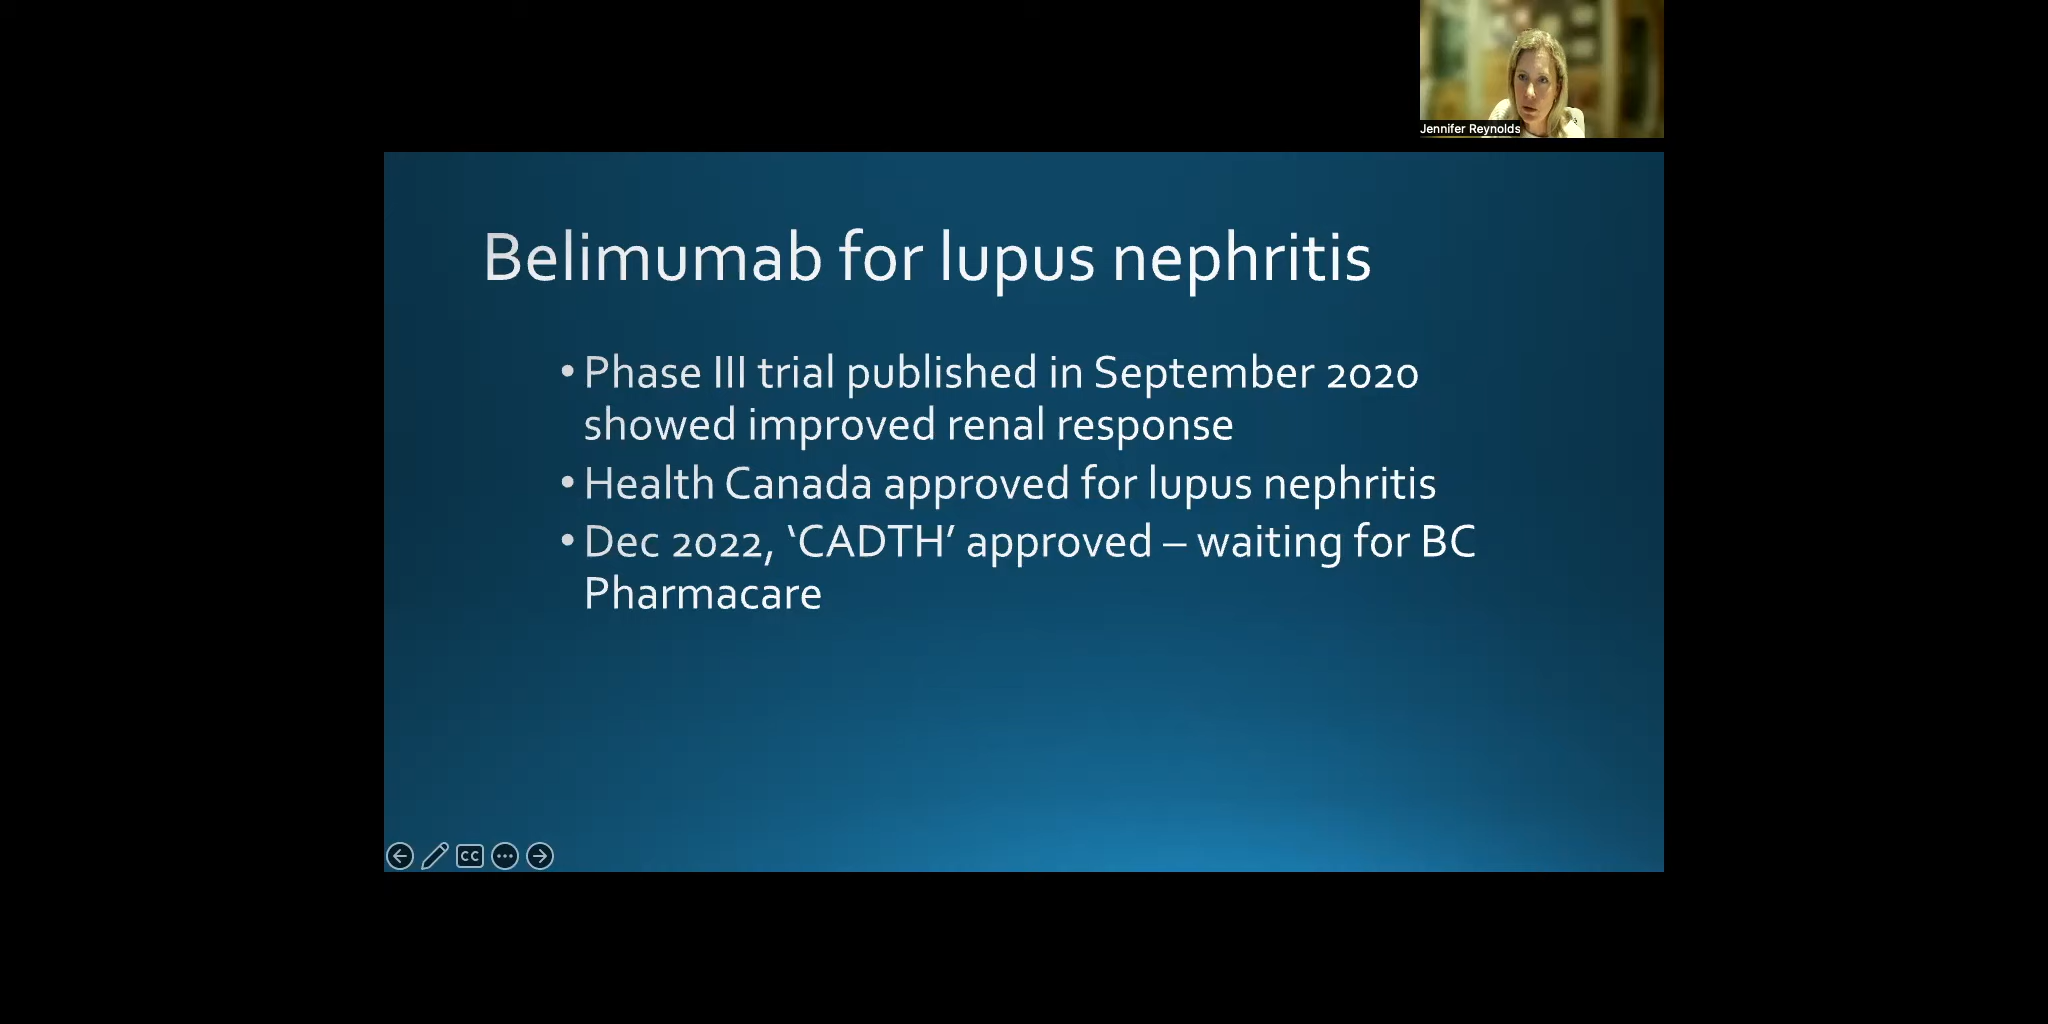 Jennifer Reynolds
Belimumab for lupus nephritis
• Phase III trial published in September 2020
showed improved renal response
• Health Canada approved for lupus nephritis
• Dec 2022, ‘CADTH’ approved – waiting for BC
Pharmacare
CC